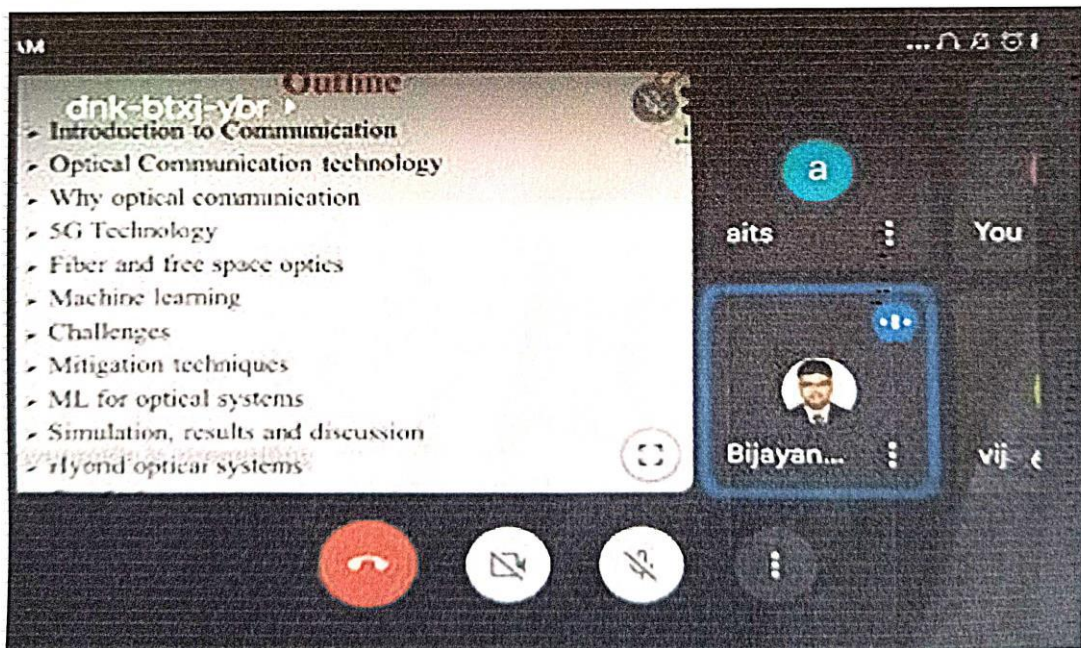 AM
Outline
dnk-btxj-ybr
➢ Introduction to Communication
➢ Optical Communication technology
➢ Why optical communication
➢ 5G Technology
➢ Fiber and free space optics
➢ Machine learning
➢ Challenges
➢ Mitigation techniques
➢ ML for optical systems
➢ Simulation, results and discussion
➢ optical systems
a
aits
You
Bijayan...
vij